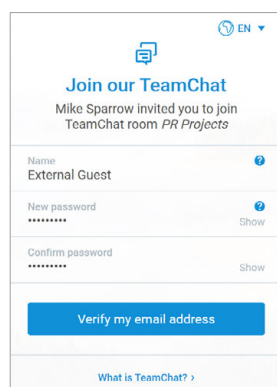 EN
Join our TeamChat
Mike Sparrow invited you to join
TeamChat room PR Projects
Name
External Guest
New password
•••••••••
Show
Confirm password
•••••••••
Show
Verify my email address
What is TeamChat? ›